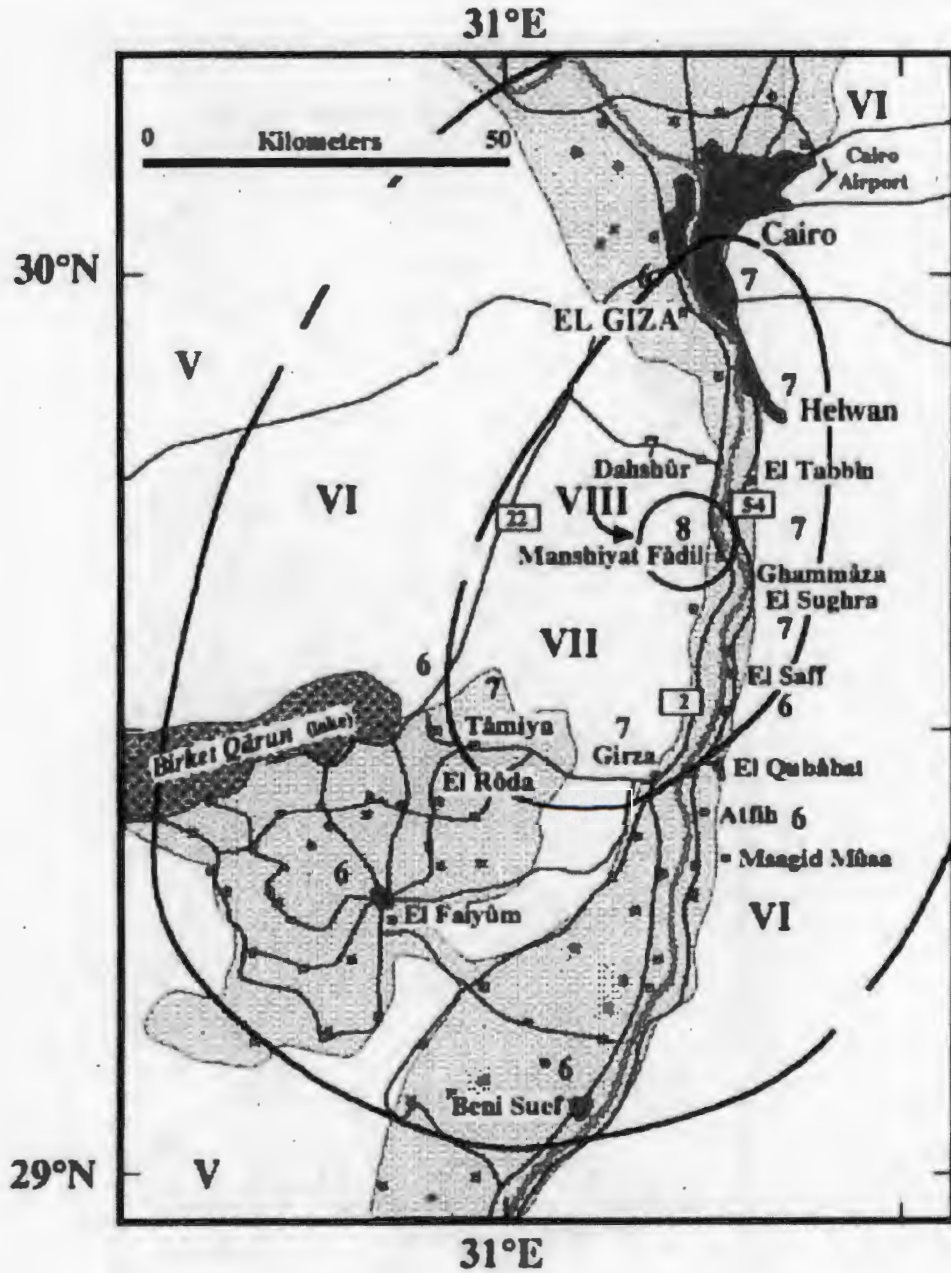 31°E
VI
0 Kilometers 50
Cairo
Airport
Cairo
30°N
6
7
EL GIZA
V
7
Helwan
7
Dahshûr
El Tabbin
VI
22
VIII
54
8
7
Manshiyat Fâdil
Ghammâza
El Sughra
VII
7
6
7
El Saff
6
2
Birket Qârun (lake)
Tâmiya
7
Girza
El Qubâbat
El Rôda
Atfih 6
6
Maagid Mûsa
El Faiyûm
VI
6
Beni Suef
29°N
V
31°E